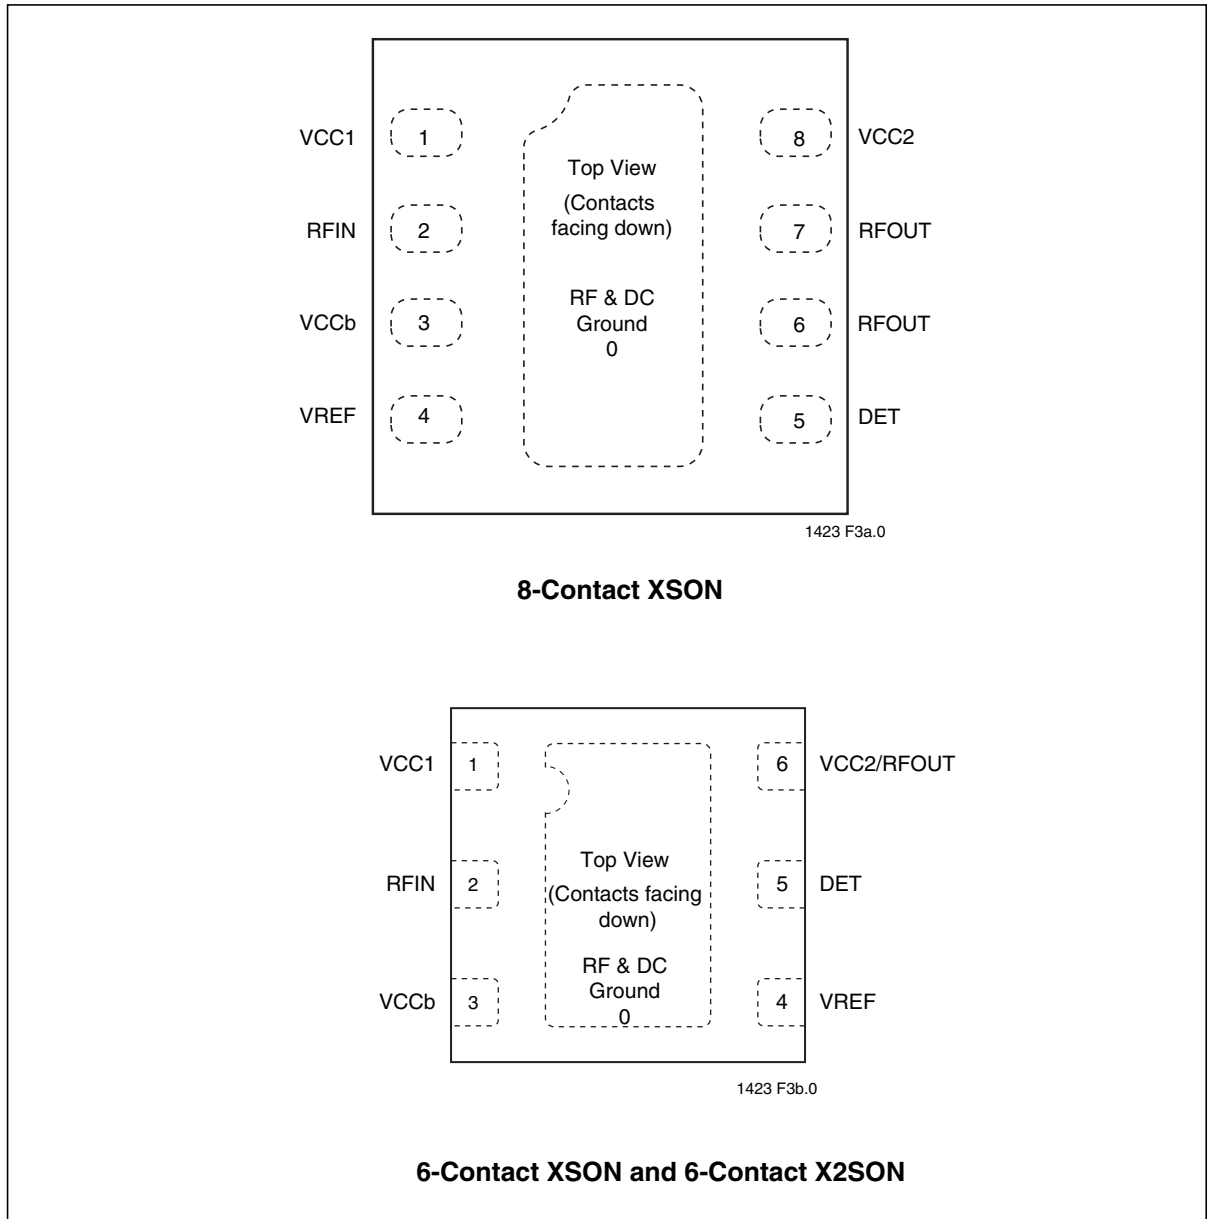 VCC1 1 8 VCC2
Top View
(Contacts
facing down)
RFIN 2 7 RFOUT
RF & DC
Ground
0
VCCb 3 6 RFOUT
VREF 4 5 DET
1423 F3a.0
8-Contact XSON
VCC1 1 6 VCC2/RFOUT
Top View
(Contacts facing
down)
RFIN 2 5 DET
RF & DC
Ground
0
VCCb 3 4 VREF
1423 F3b.0
6-Contact XSON and 6-Contact X2SON